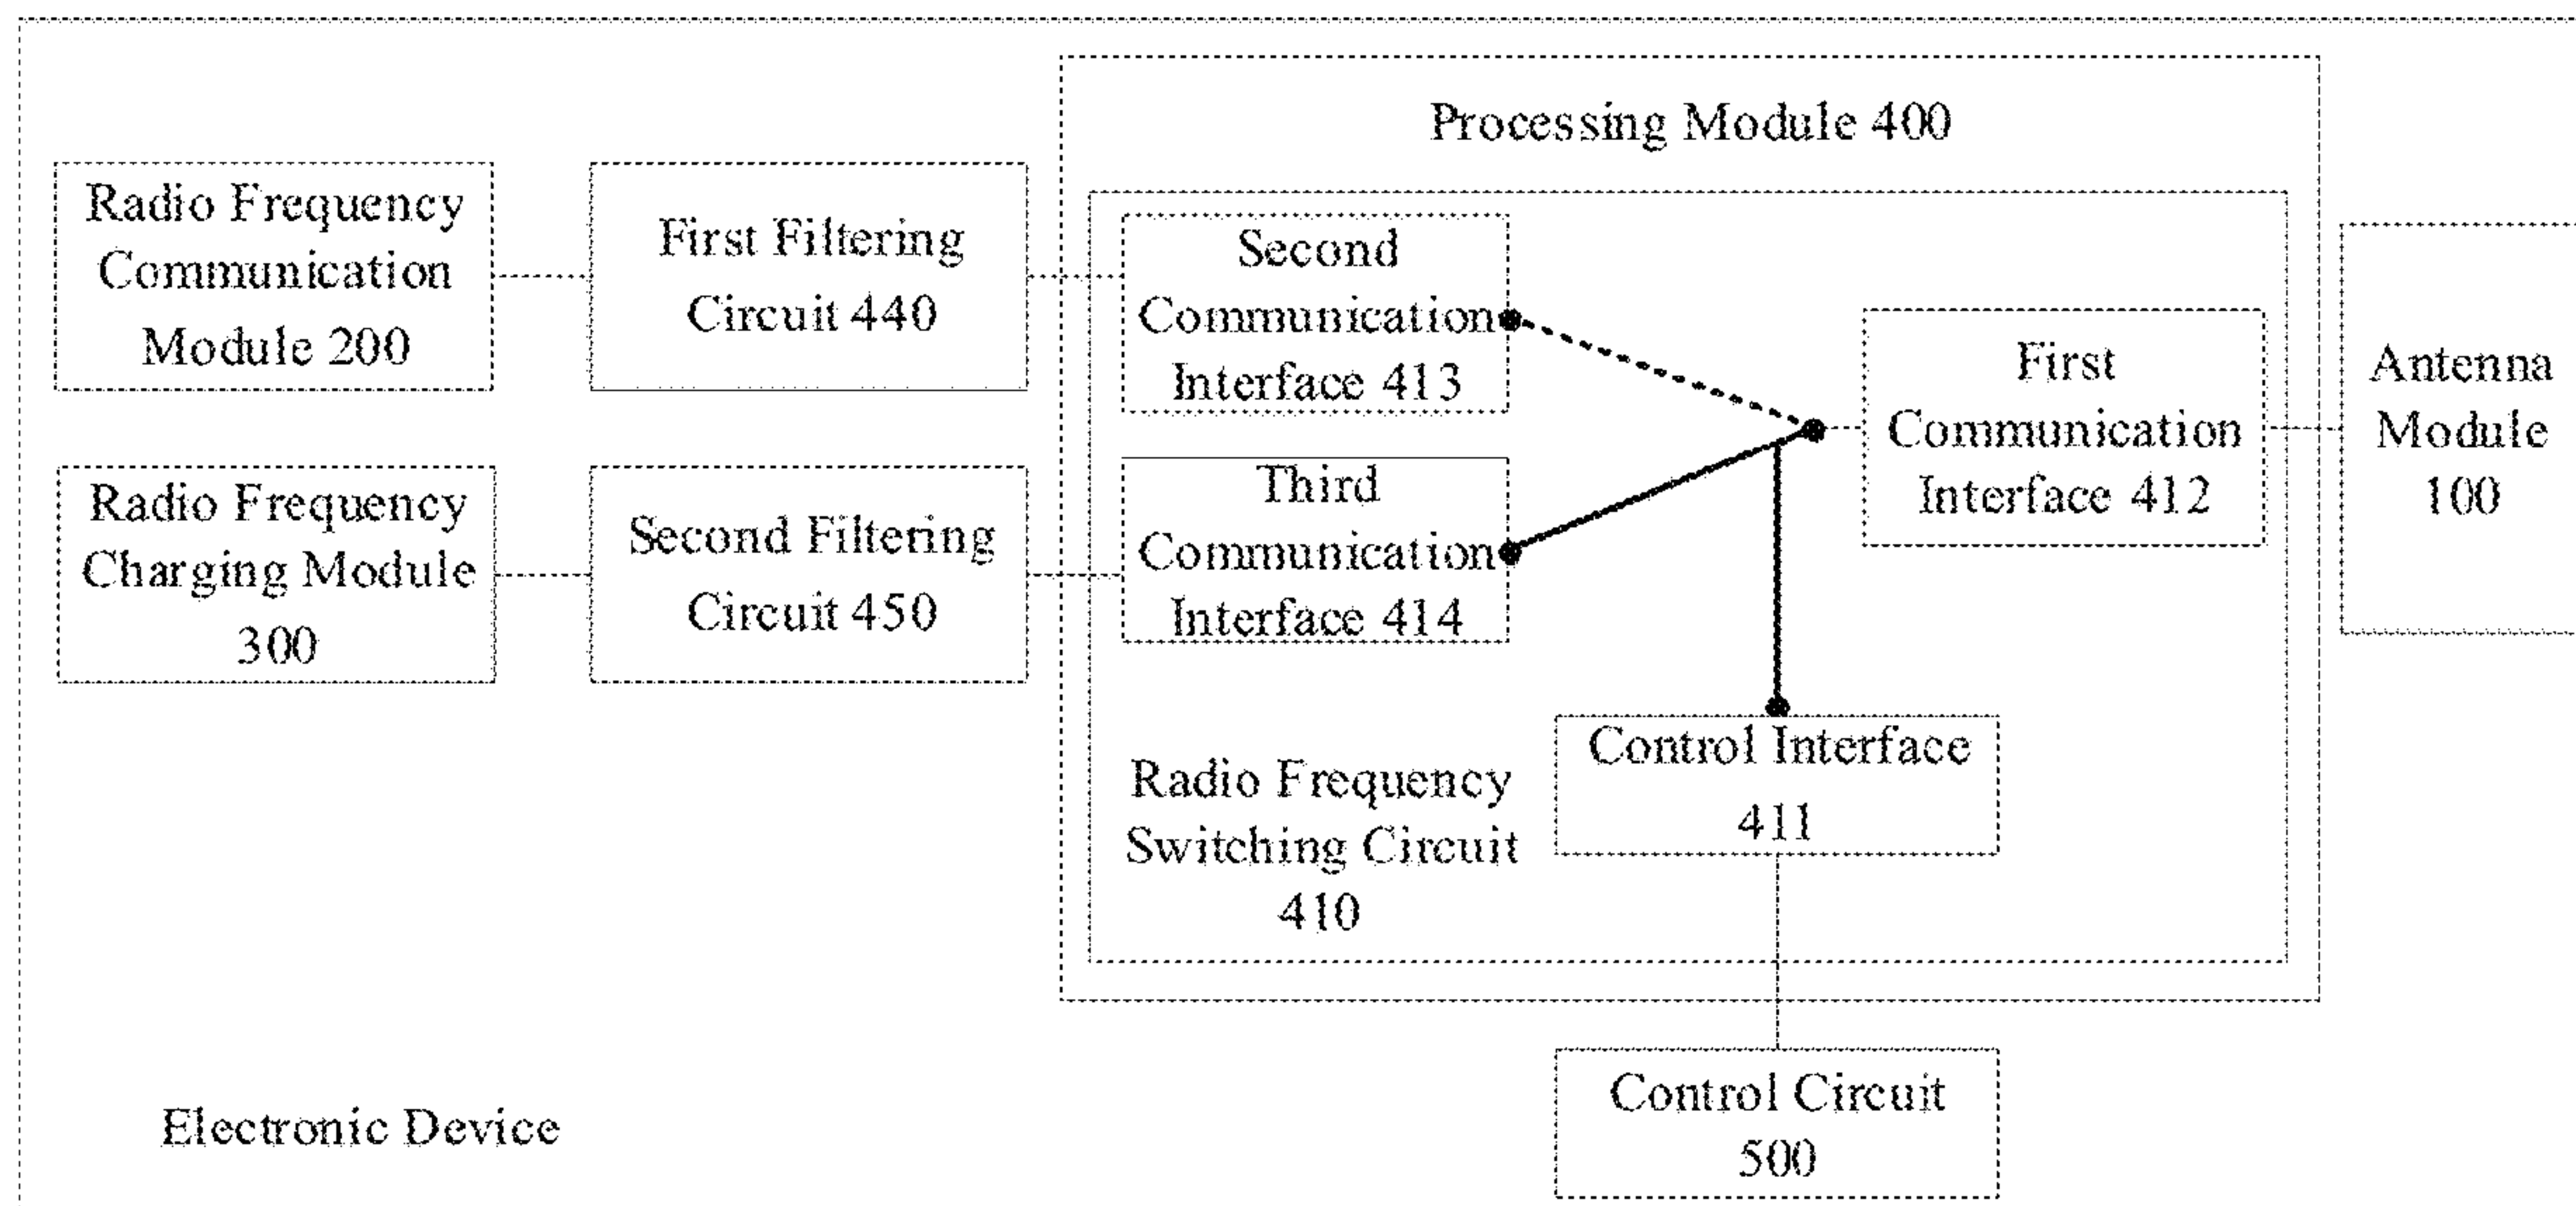 Processing Module 400
Radio Frequency
Communication
Module 200
First Filtering
Circuit 440
Second
Communication
Interface 413
First
Communication
Interface 412
Antenna
Module
100
Radio Frequency
Charging Module
300
Second Filtering
Circuit 450
Third
Communication
Interface 414
Radio Frequency
Switching Circuit
410
Control Interface
411
Control Circuit
500
Electronic Device